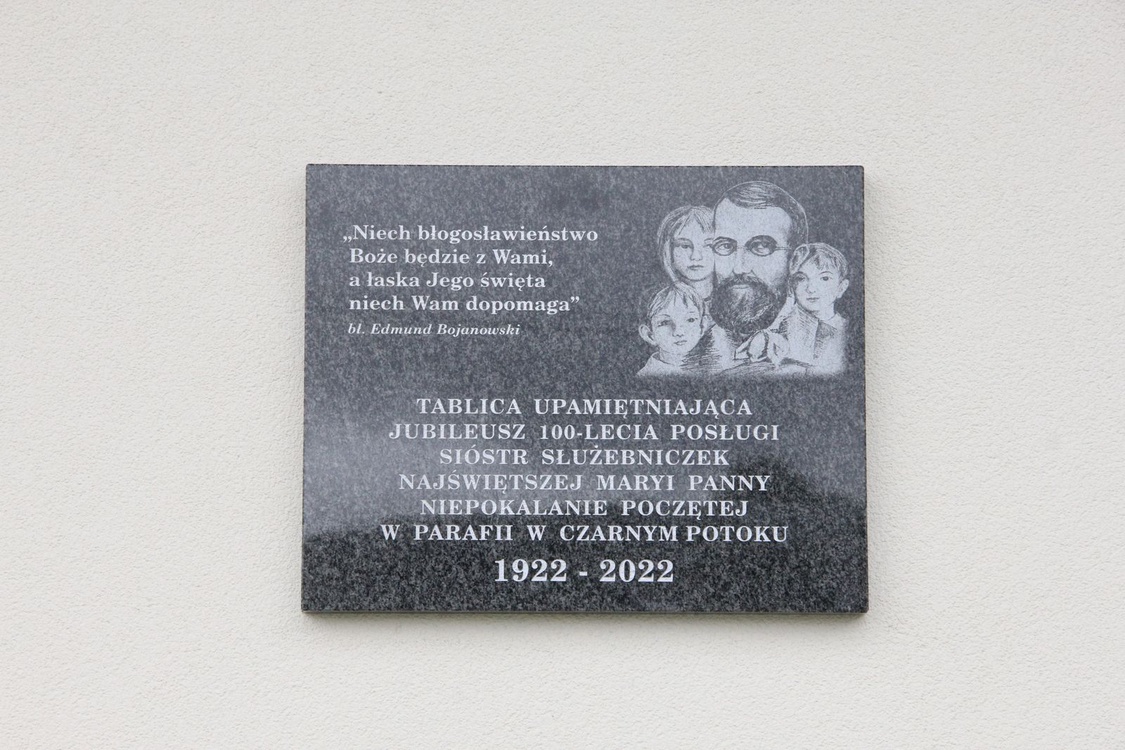 „Niech błogosławieństwo
Boże będzie z Wami,
a łaska Jego święta
niech Wam dopomaga”
bł. Edmund Bojanowski
TABLICA UPAMIĘTNIAJĄCA
JUBILEUSZ 100-LECIA POSŁUGI
SIÓSTR SŁUŻEBNICZEK
NAJŚWIĘTSZEJ MARYI PANNY
NIEPOKALANIE POCZĘTEJ
W PARAFII W CZARNYM POTOKU
1922 - 2022